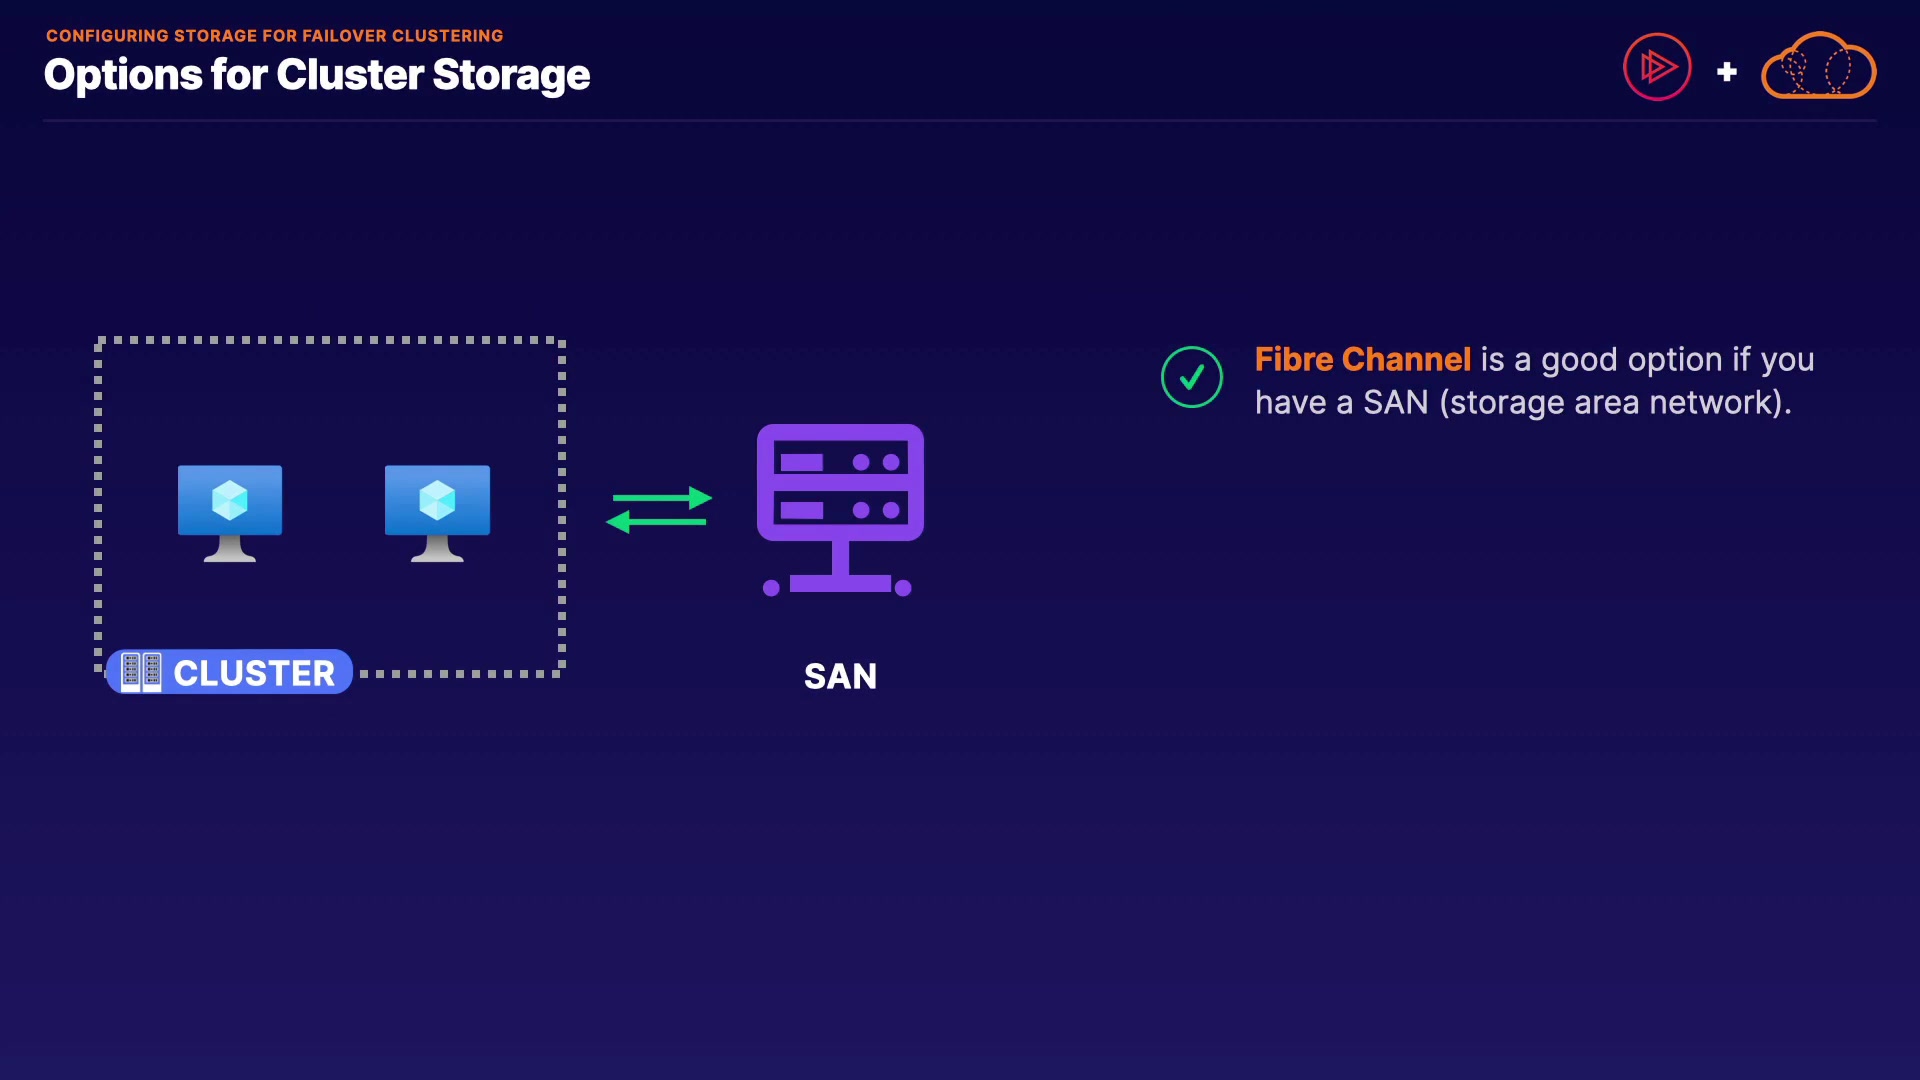 CONFIGURING STORAGE FOR FAILOVER CLUSTERING
Options for Cluster Storage
Fibre Channel is a good option if you
have a SAN (storage area network).
CLUSTER
SAN